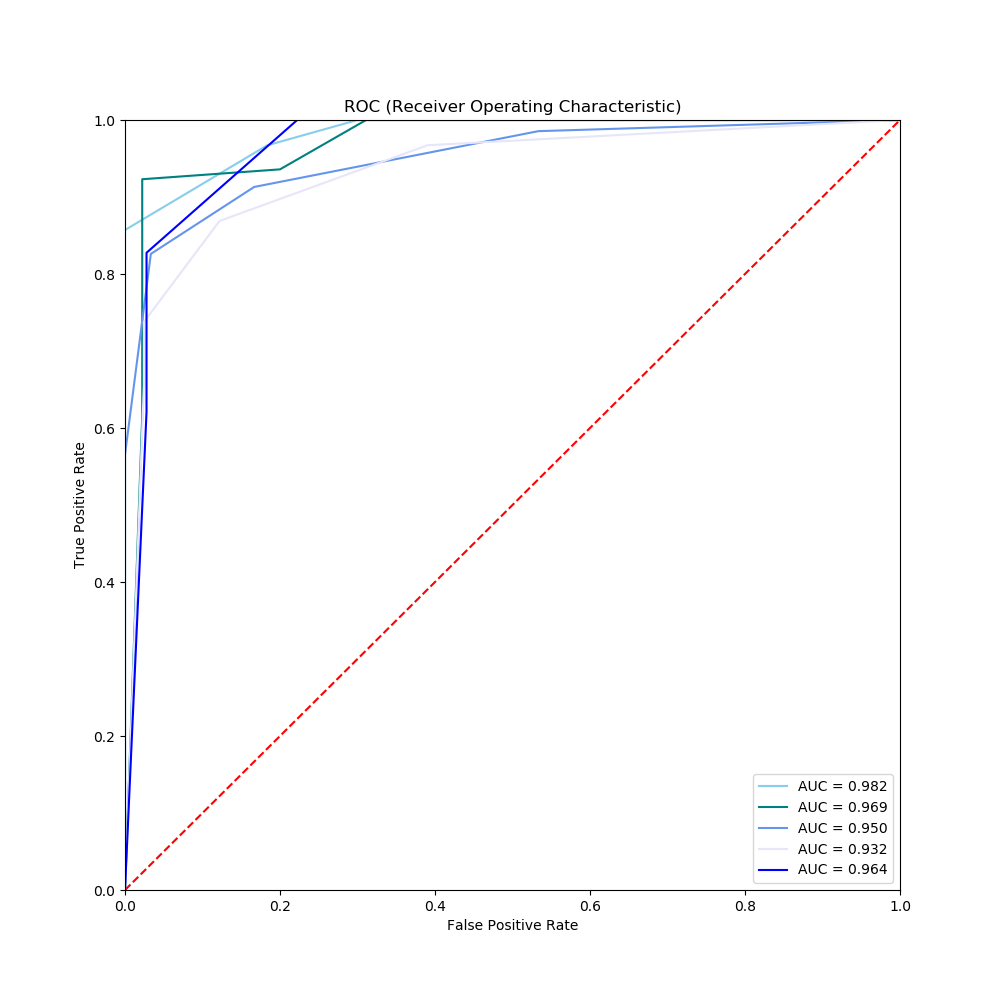 ROC (Receiver Operating Characteristic)
1.0
0.8
0.6
0.4
0.2
0.0
True Positive Rate
0.0 0.2 0.4 0.6 0.8 1.0
False Positive Rate
AUC = 0.982
AUC = 0.969
AUC = 0.950
AUC = 0.932
AUC = 0.964